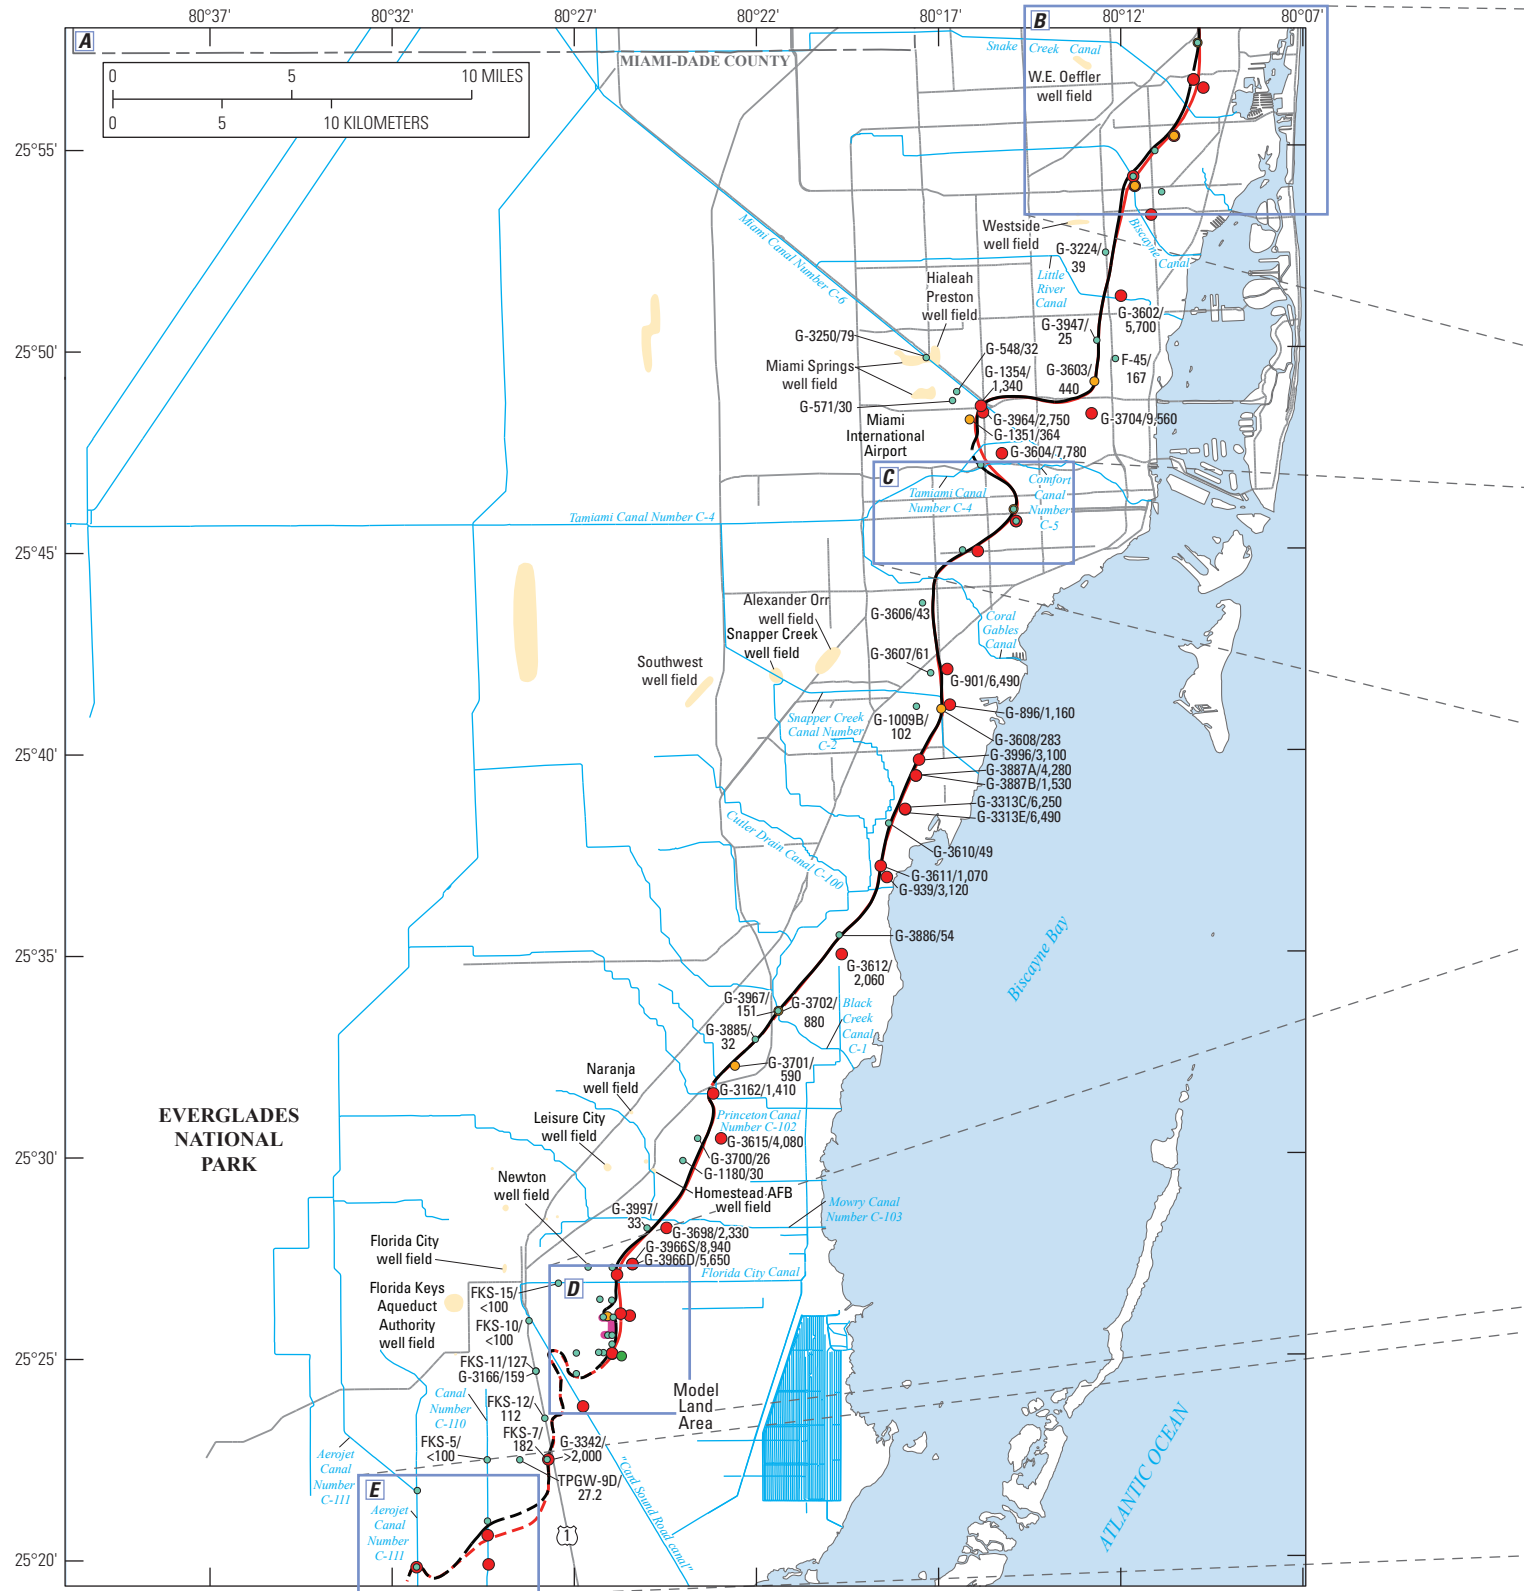 80°37'
80°32'
80°27'
80°22'
80°17'
80°12'
80°07'
A
B
0
5
10 MILES
0
5
10 KILOMETERS
MIAMI-DADE COUNTY
Snake Creek Canal
W.E. Oeffler
well field
25°55'
Miami Canal Number C-6
Westside
well field
Biscayne
Canal
G-3224/
39
Little
River
Canal
Hialeah
Preston
well field
G-3602/
5,700
G-3947/
25
G-3250/79
25°50'
G-548/32
F-45/
167
Miami Springs
well field
G-1354/
1,340
G-3603/
440
G-571/30
Miami
International
Airport
G-3964/2,750
G-1351/364
G-3704/9,560
G-3604/7,780
C
Tamiami Canal
Number C-4
Comfort
Canal
Number
C-5
Tamiami Canal Number C-4
25°45'
Alexander Orr
well field
Snapper Creek
well field
G-3606/43
Coral
Gables
Canal
Southwest
well field
G-3607/61
G-901/6,490
Snapper Creek
Canal Number
C-2
G-1009B/
102
G-896/1,160
G-3608/283
25°40'
G-3996/3,100
G-3887A/4,280
G-3887B/1,530
G-3313C/6,250
G-3313E/6,490
Cutler Drain Canal C-100
G-3610/49
G-3611/1,070
G-939/3,120
G-3886/54
25°35'
Biscayne Bay
G-3612/
2,060
G-3967/
151
G-3702/
880
Black
Creek
Canal
C-1
G-3885/
32
G-3701/
590
Naranja
well field
G-3162/1,410
EVERGLADES
NATIONAL
PARK
Leisure City
well field
Princeton Canal
Number C-102
G-3615/4,080
25°30'
G-3700/26
G-1180/30
Newton
well field
Homestead AFB
well field
G-3997/
33
Mowry Canal
Number C-103
G-3698/2,330
Florida City
well field
G-3966S/8,940
G-3966D/5,650
Florida City Canal
D
Florida Keys
Aqueduct
Authority
well field
FKS-15/
<100
FKS-10/
<100
25°25'
FKS-11/127
G-3166/159
Model
Land
Area
Canal
Number
C-110
FKS-12/
112
FKS-7/
182
G-3342/
>2,000
FKS-5/
<100
Aerojet
Canal
Number
C-111
TPGW-9D/
27.2
"Card Sound Road canal"
ATLANTIC OCEAN
E
Aerojet
Canal
Number
C-111
1
25°20'